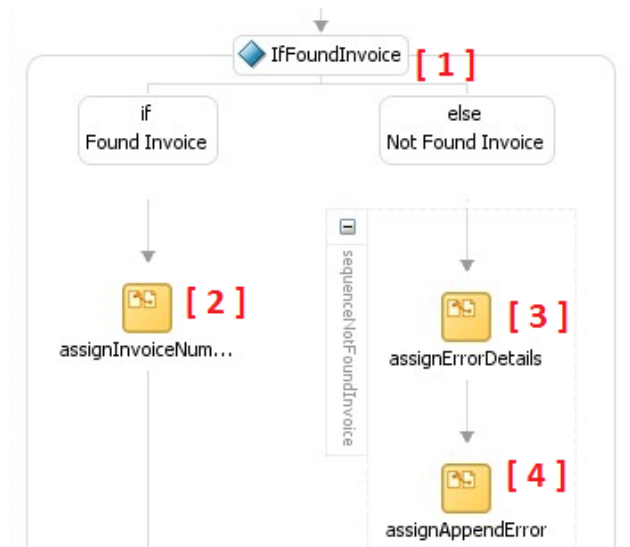 IfFoundInvoice
[ 1 ]
if
Found Invoice
else
Not Found Invoice
sequenceNotFoundInvoice
[ 2 ]
assignInvoiceNum...
[ 3 ]
assignErrorDetails
[ 4 ]
assignAppendError